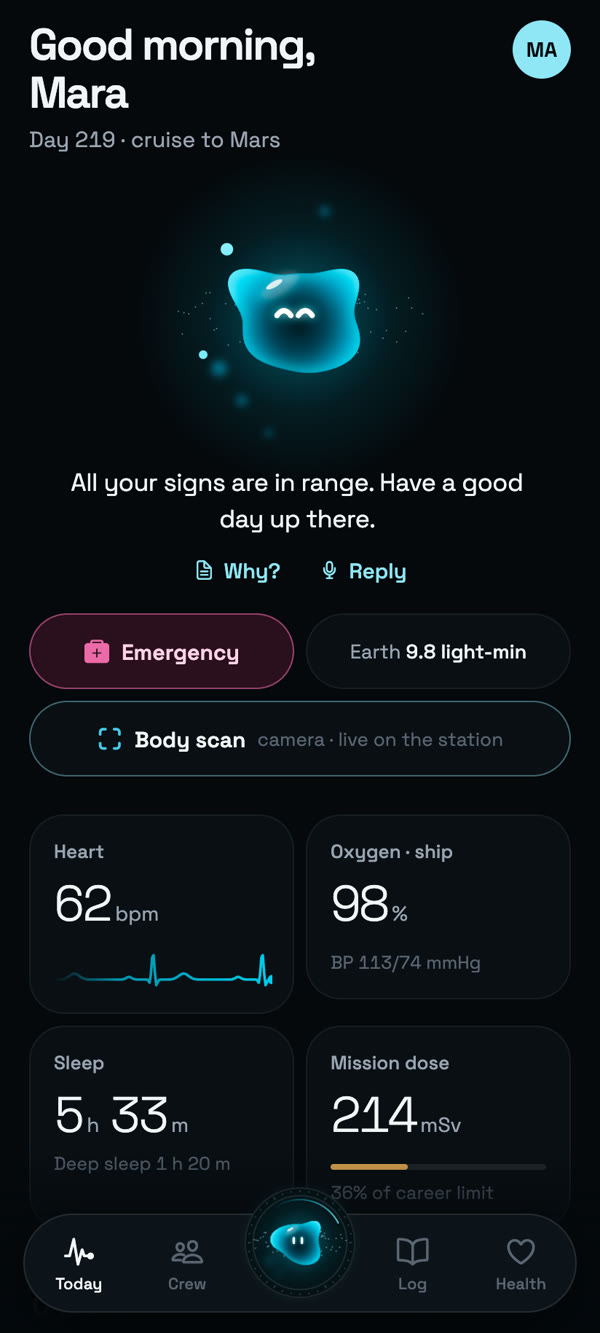 Good morning,
Mara
MA
Day 219 · cruise to Mars
All your signs are in range. Have a good
day up there.
Why?
Reply
Emergency
Earth 9.8 light-min
Body scan camera · live on the station
Heart
62 bpm
Oxygen · ship
98 %
BP 113/74 mmHg
Sleep
5 h 33 m
Deep sleep 1 h 20 m
Mission dose
214 mSv
36% of career limit
Today
Crew
Log
Health